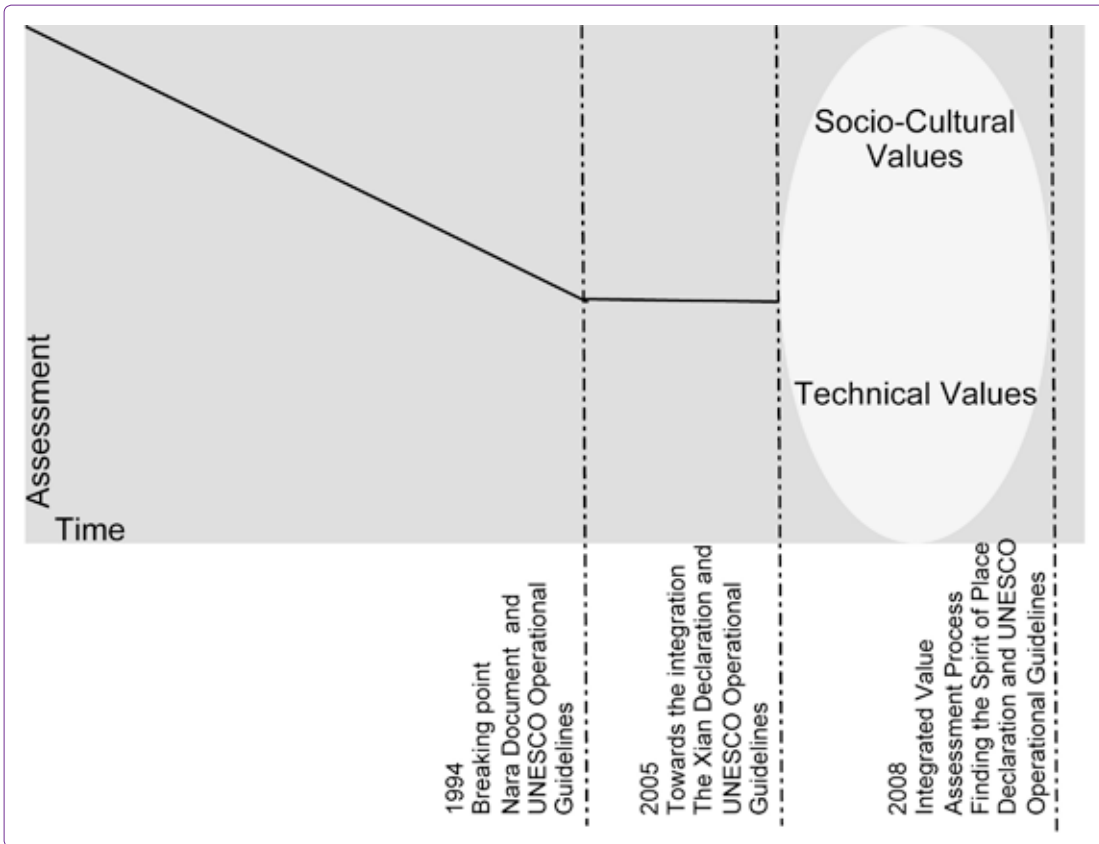 Socio-Cultural
Values
Technical Values
Assessment
Time
1994
Breaking point
Nara Document and
UNESCO Operational
Guidelines
2005
Towards the integration
The Xian Declaration and
UNESCO Operational
Guidelines
2008
Integrated Value
Assessment Process
Finding the Spirit of Place
Declaration and UNESCO
Operational Guidelines